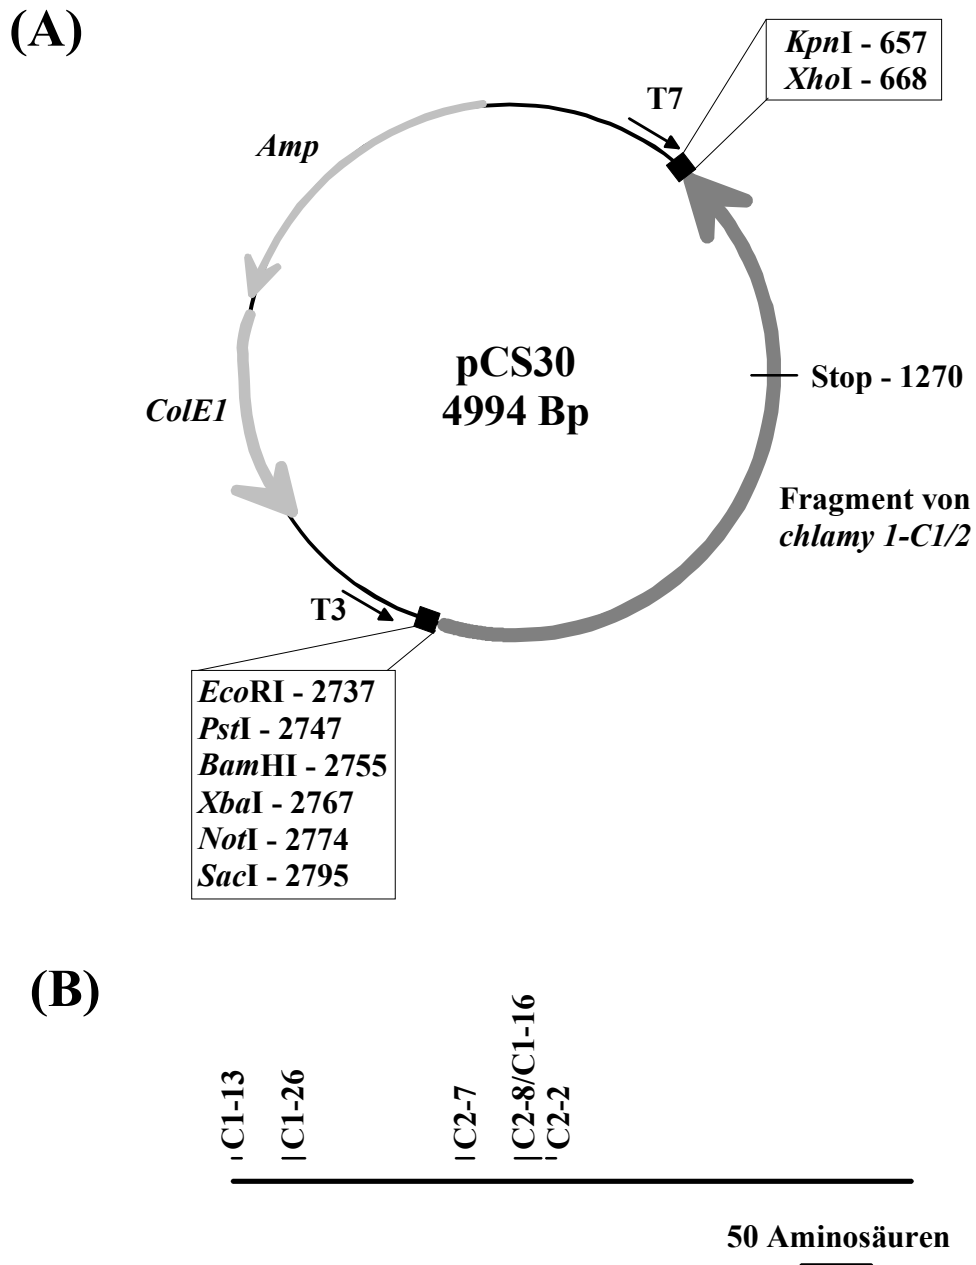 (A)
KpnI - 657
XhoI - 668
T7
Amp
pCS30
4994 Bp
Stop - 1270
ColE1
Fragment von
chlamy 1-C1/2
T3
EcoRI - 2737
PstI - 2747
BamHI - 2755
XbaI - 2767
NotI - 2774
SacI - 2795
(B)
C1-13
C1-26
C2-7
C2-8/C1-16
C2-2
50 Aminosäuren